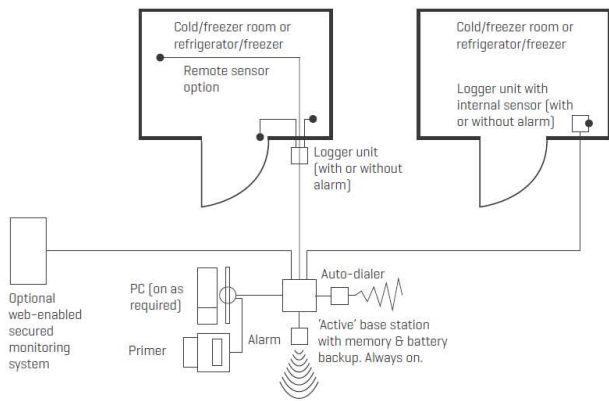 Cold/freezer room or
refrigerator/freezer
Remote sensor
option
Logger unit
(with or without
alarm)
Cold/freezer room or
refrigerator/freezer
Logger unit with
internal sensor (with
or without alarm)
Optional
web-enabled
secured
monitoring
system
PC (on as
required)
Primer
Alarm
Auto-dialer
'Active' base station
with memory & battery
backup. Always on.